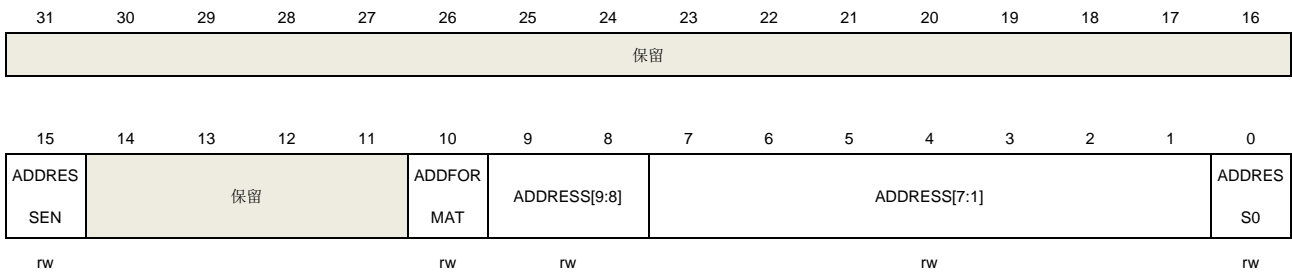 31 30 29 28 27 26 25 24 23 22 21 20 19 18 17 16
保留
15 14 13 12 11 10 9 8 7 6 5 4 3 2 1 0
ADDRES SEN
保留
ADDFOR MAT
ADDRESS[9:8]
ADDRESS[7:1]
ADDRES S0
rw rw rw rw rw